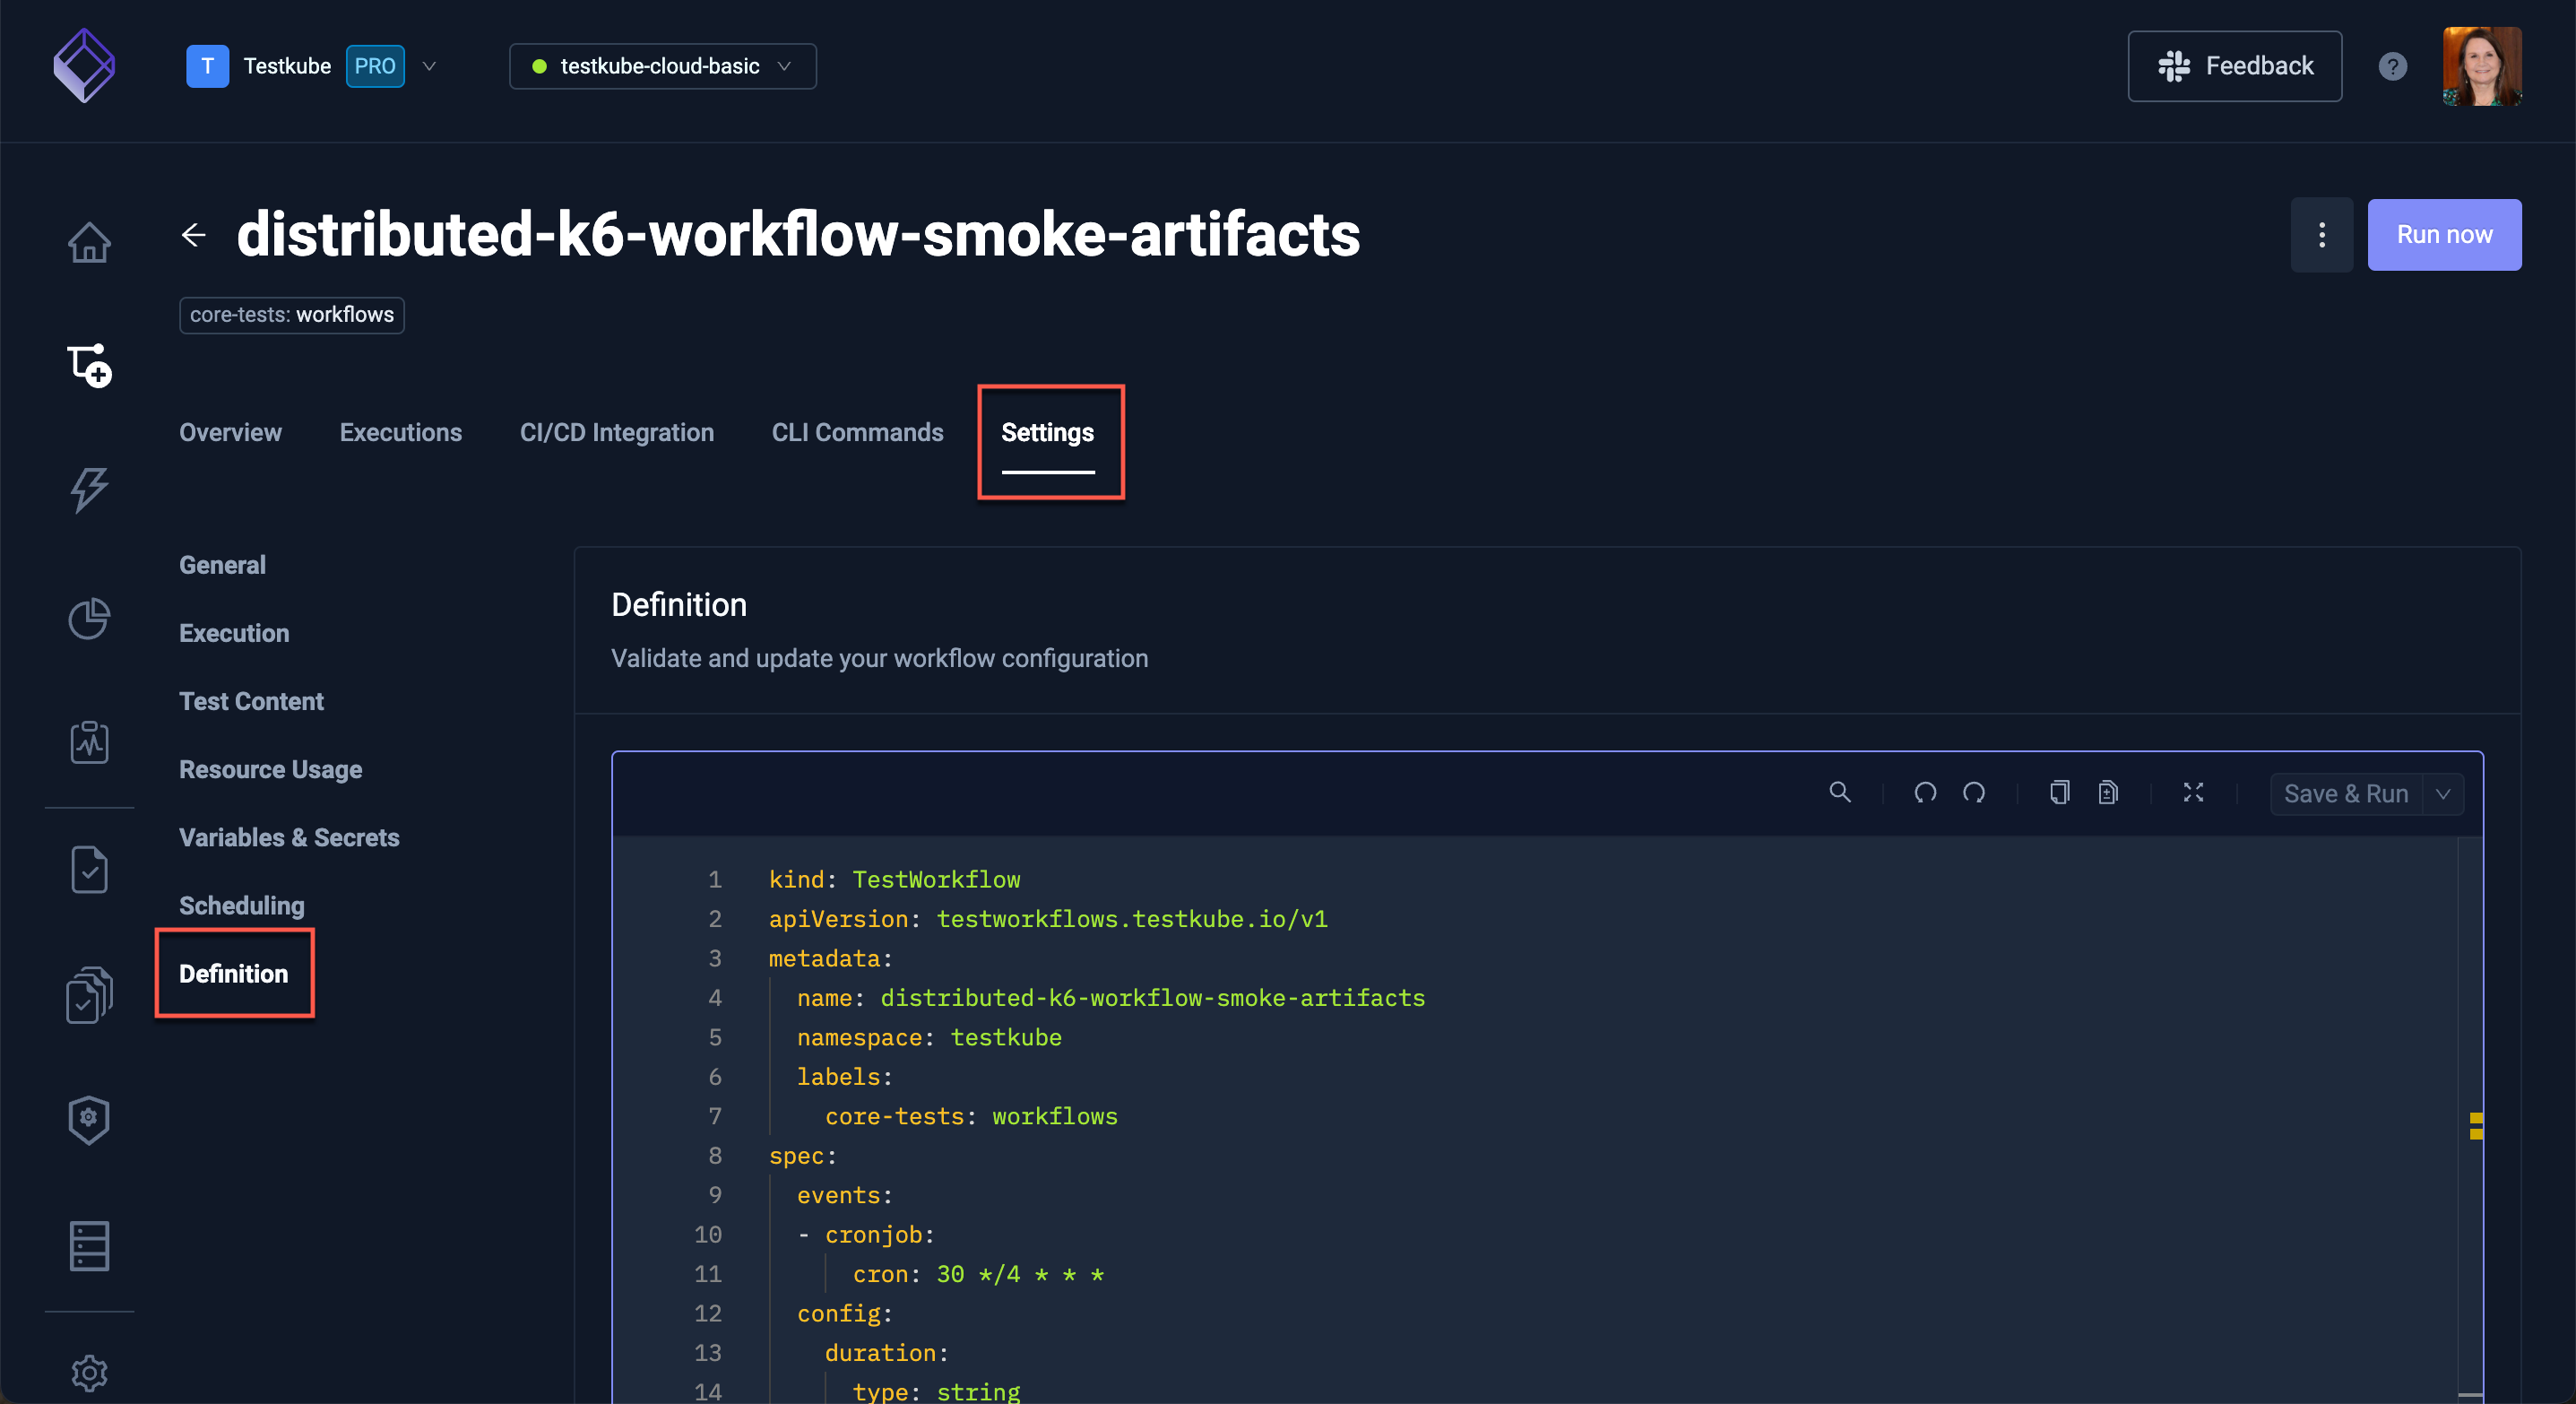 T Testkube PRO testkube-cloud-basic Feedback ?
distributed-k6-workflow-smoke-artifacts Run now
core-tests: workflows
Overview Executions CI/CD Integration CLI Commands Settings
General
Execution
Test Content
Resource Usage
Variables & Secrets
Scheduling
Definition
Definition
Validate and update your workflow configuration
Save & Run
1 kind: TestWorkflow
2 apiVersion: testworkflows.testkube.io/v1
3 metadata:
4 name: distributed-k6-workflow-smoke-artifacts
5 namespace: testkube
6 labels:
7 core-tests: workflows
8 spec:
9 events:
10 - cronjob:
11 cron: 30 */4 * * *
12 config:
13 duration:
14 type: string